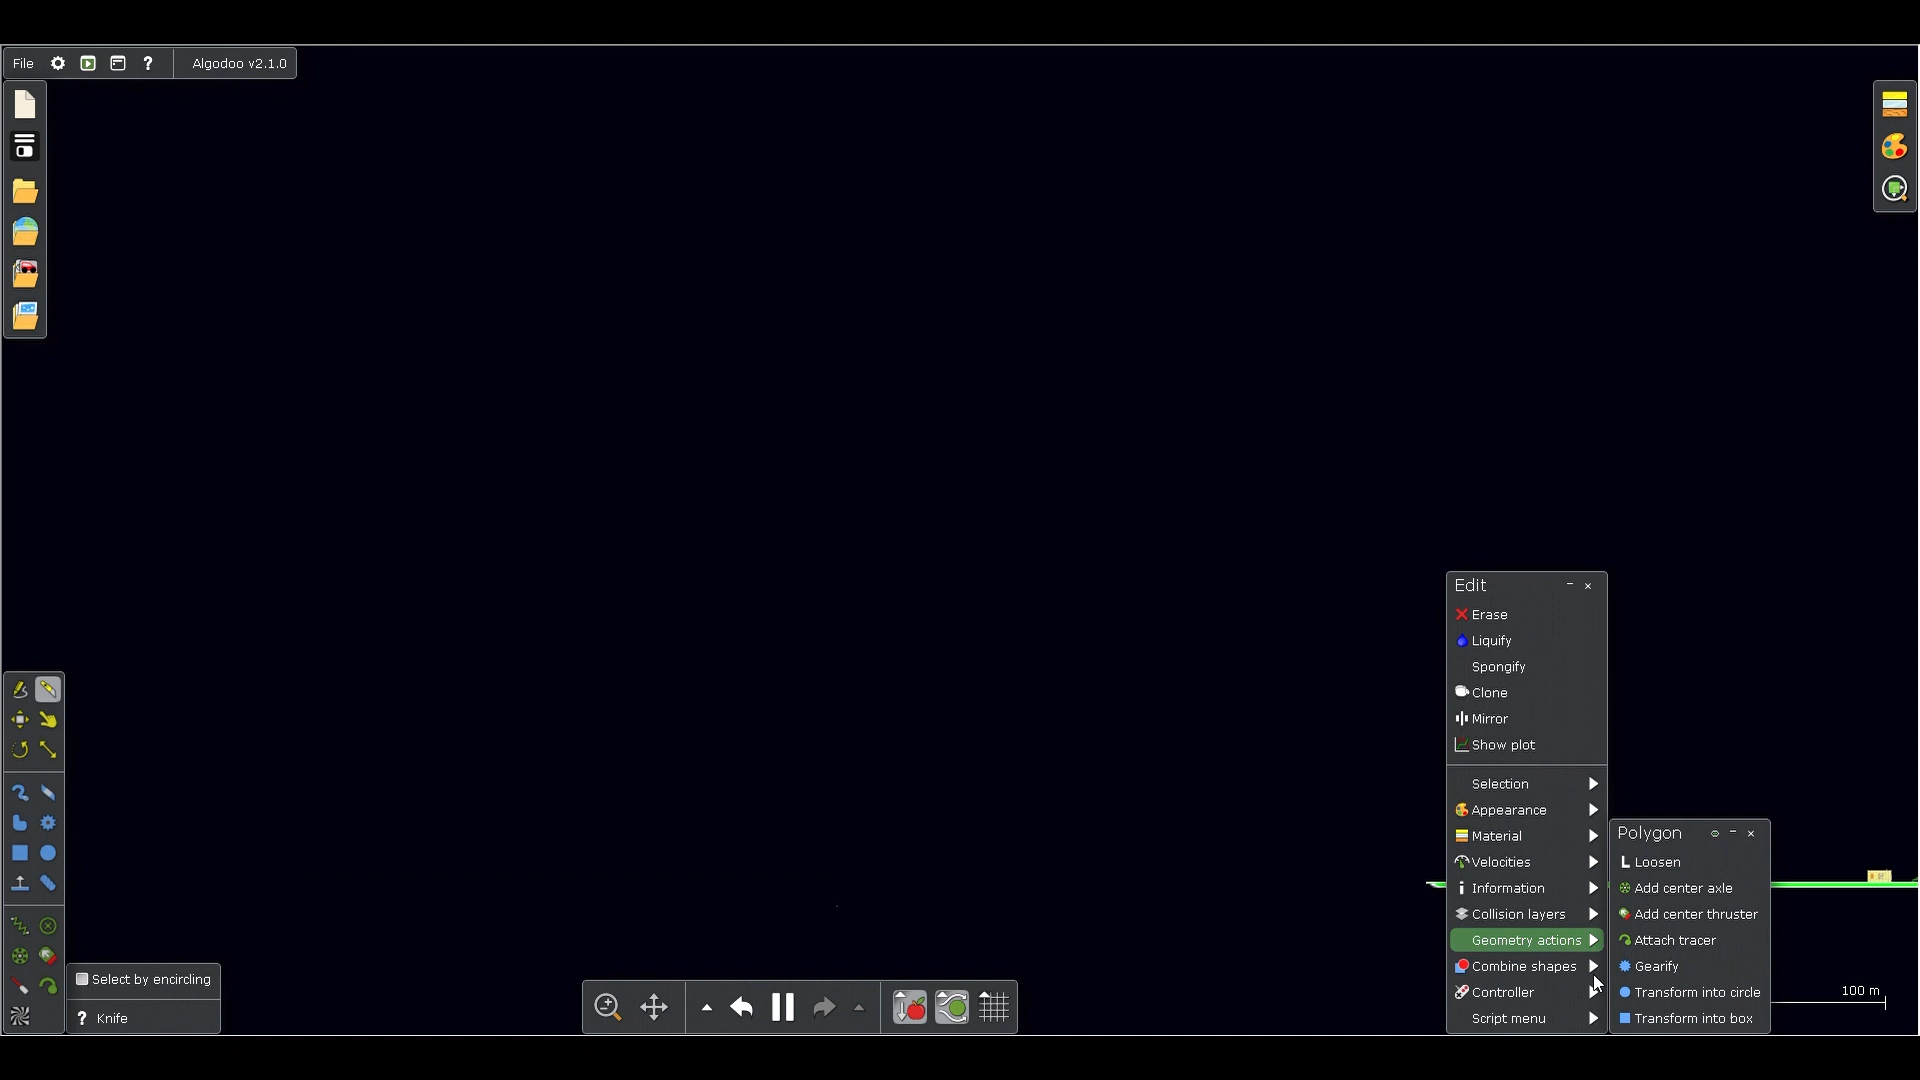 File ? Algodoo v2.1.0
Edit
Erase
Liquify
Spongify
Clone
Mirror
Show plot
Selection
Appearance
Material
Velocities
Information
Collision layers
Geometry actions
Combine shapes
Controller
Script menu
Polygon
Loosen
Add center axle
Add center thruster
Attach tracer
Gearify
Transform into circle
Transform into box
100 m
Select by encircling
? Knife